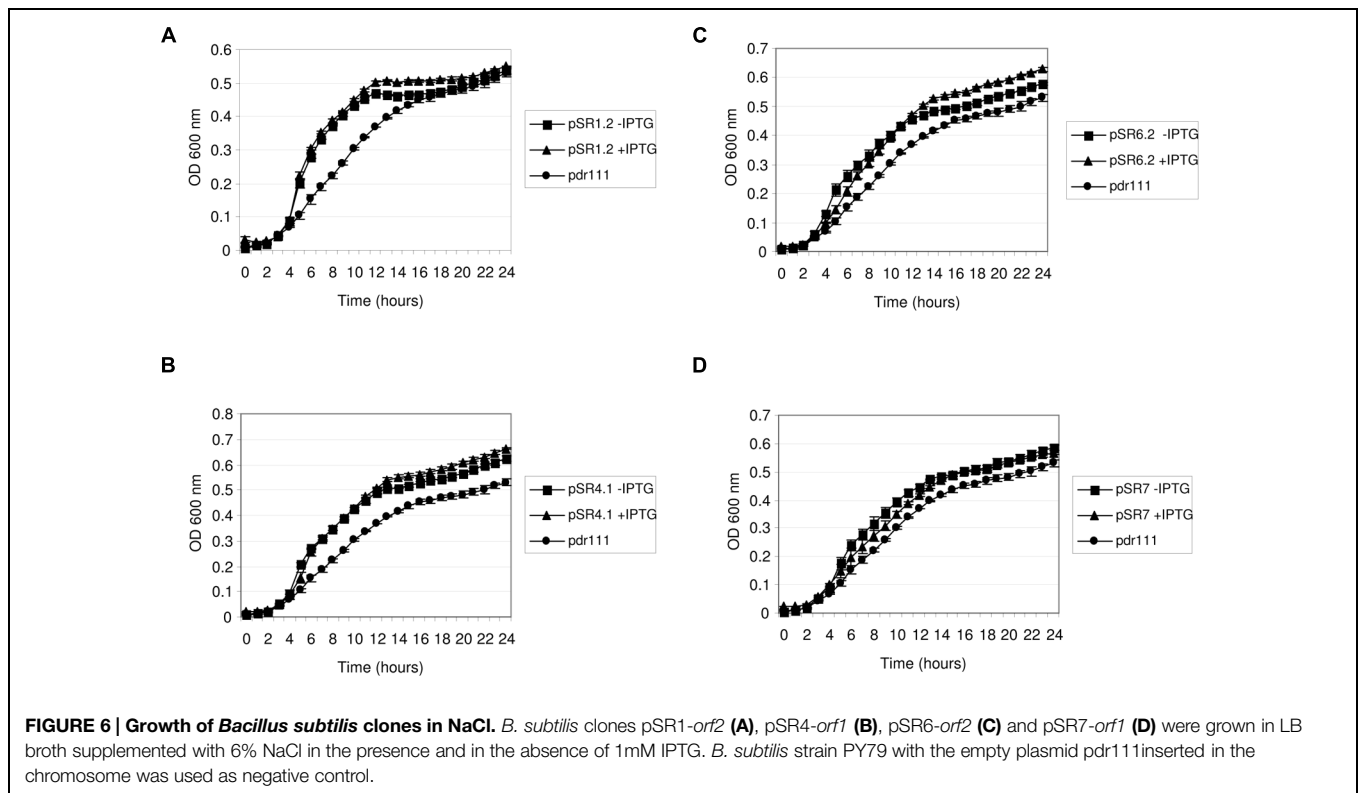 A
0.6
0.5
0.4
0.3
0.2
0.1
0
OD 600 nm
0 2 4 6 8 10 12 14 16 18 20 22 24
Time (hours)
pSR1.2 -IPTG
pSR1.2 +IPTG
pdr111
C
0.7
0.6
0.5
0.4
0.3
0.2
0.1
0
OD 600 nm
0 2 4 6 8 10 12 14 16 18 20 22 24
Time (hours)
pSR6.2 -IPTG
pSR6.2 +IPTG
pdr111
B
0.8
0.7
0.6
0.5
0.4
0.3
0.2
0.1
0
OD 600 nm
0 2 4 6 8 10 12 14 16 18 20 22 24
Time (hours)
pSR4.1 -IPTG
pSR4.1 +IPTG
pdr111
D
0.7
0.6
0.5
0.4
0.3
0.2
0.1
0
OD 600 nm
0 2 4 6 8 10 12 14 16 18 20 22 24
Time (hours)
pSR7 -IPTG
pSR7 +IPTG
pdr111
FIGURE 6 | Growth of Bacillus subtilis clones in NaCl. B. subtilis clones pSR1-orf2 (A), pSR4-orf1 (B), pSR6-orf2 (C) and pSR7-orf1 (D) were grown in LB
broth supplemented with 6% NaCl in the presence and in the absence of 1mM IPTG. B. subtilis strain PY79 with the empty plasmid pdr111inserted in the
chromosome was used as negative control.